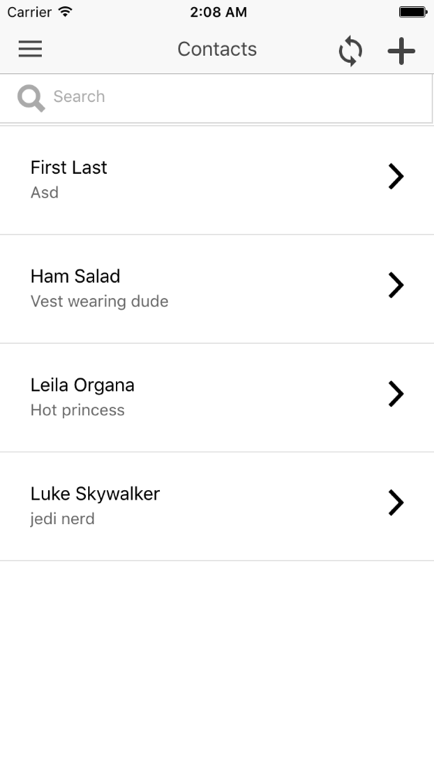 Carrier 2:08 AM
Contacts
Search
First Last
Asd
Ham Salad
Vest wearing dude
Leila Organa
Hot princess
Luke Skywalker
jedi nerd